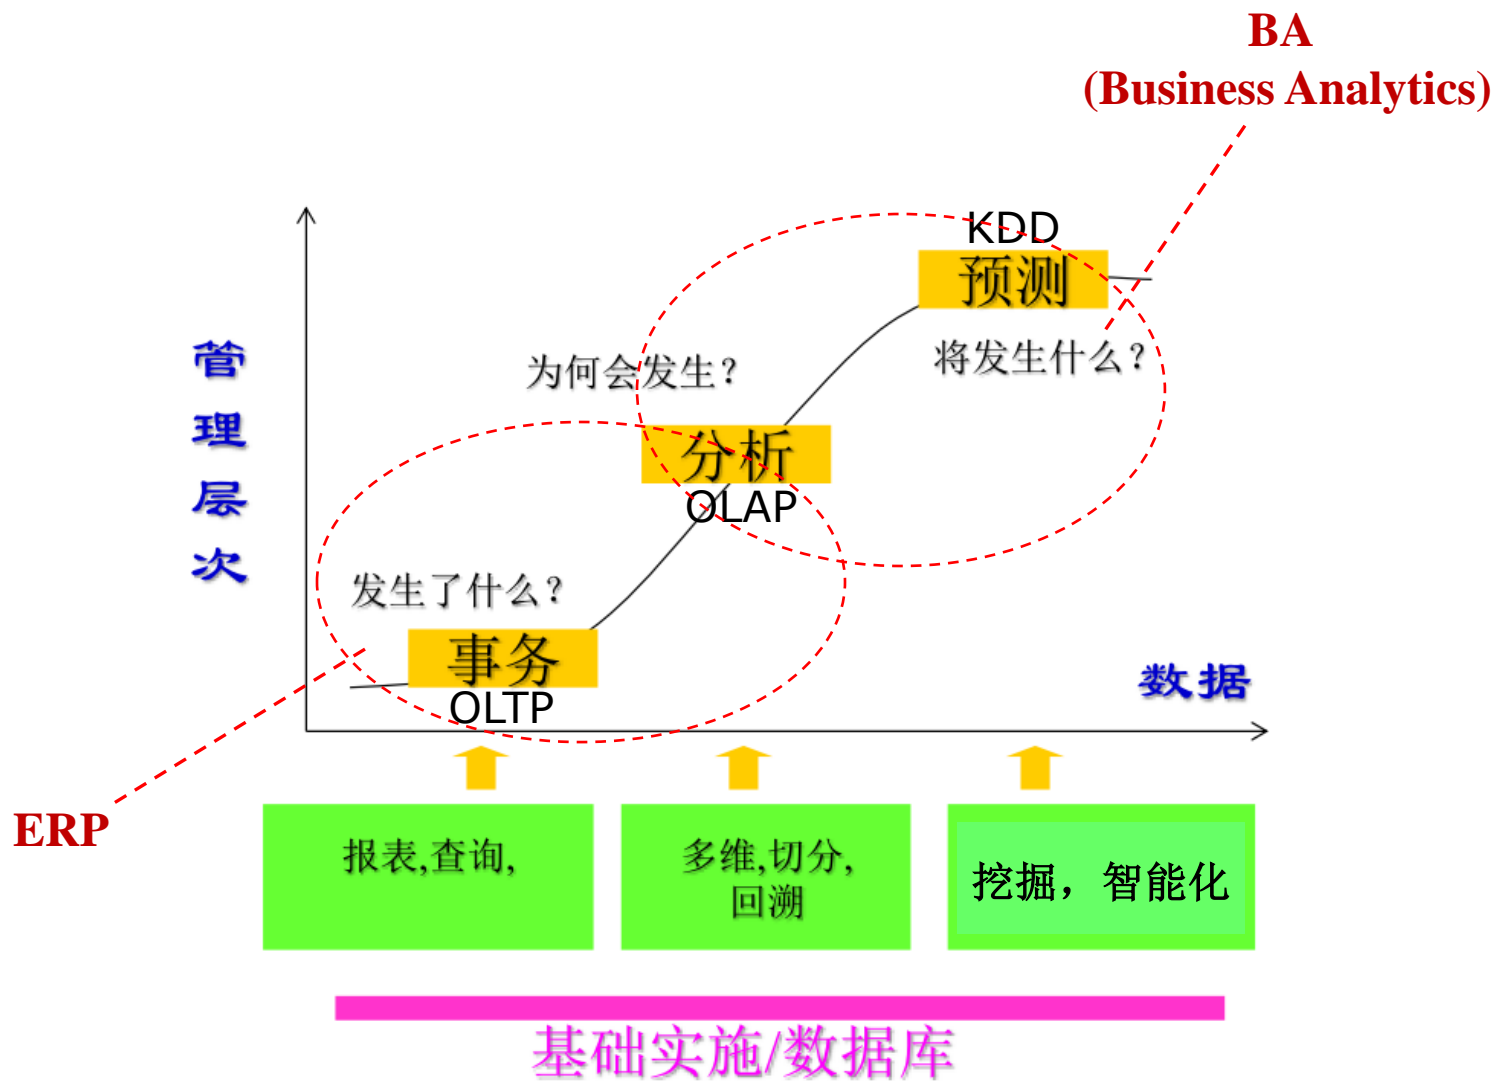 BA
(Business Analytics)
KDD
预测
将发生什么?
为何会发生?
分析
OLAP
发生了什么?
事务
OLTP
管
理
层
次
数据
ERP
报表,查询,
多维,切分,
回溯
挖掘，智能化
基础实施/数据库